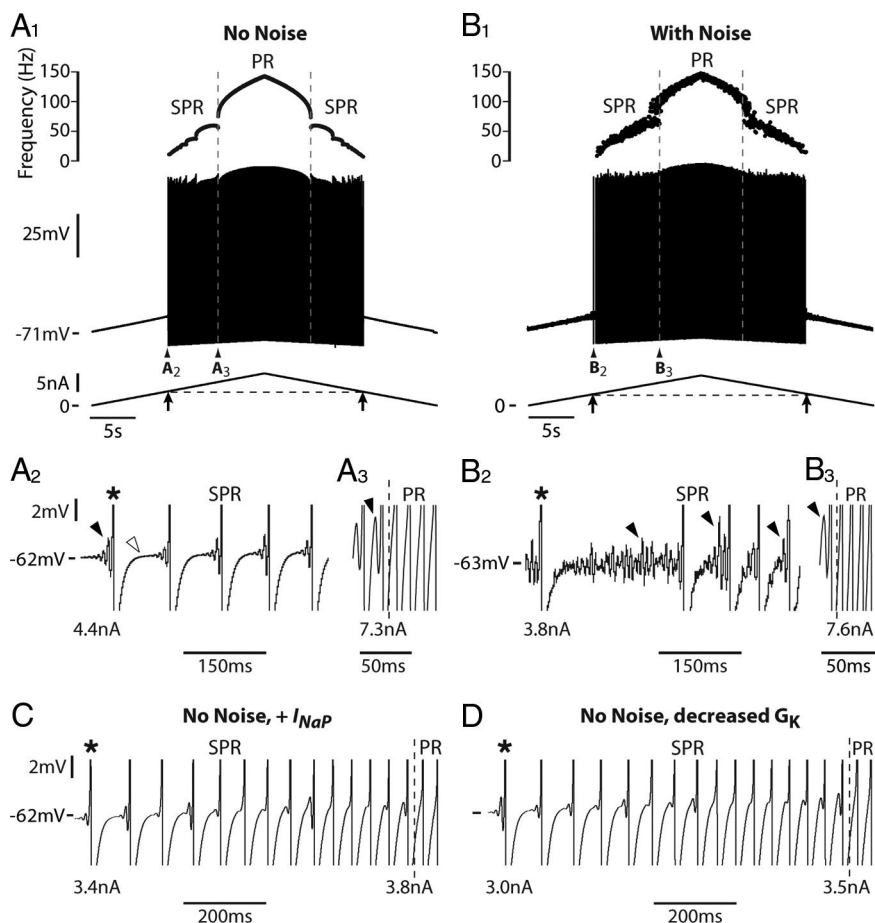 A1
No Noise
PR
SPR
SPR
Frequency (Hz)
150
100
50
0
25mV
-71mV
A2
A3
5nA
0
5s
B1
With Noise
PR
SPR
SPR
150
100
50
0
B2
B3
0
5s
A2
*
SPR
2mV
-62mV
4.4nA
150ms
A3
PR
7.3nA
50ms
B2
*
SPR
-63mV
3.8nA
150ms
B3
PR
7.6nA
50ms
C
No Noise, + INaP
*
SPR
PR
2mV
-62mV
3.4nA
3.8nA
200ms
D
No Noise, decreased GK
*
SPR
PR
3.0nA
3.5nA
200ms